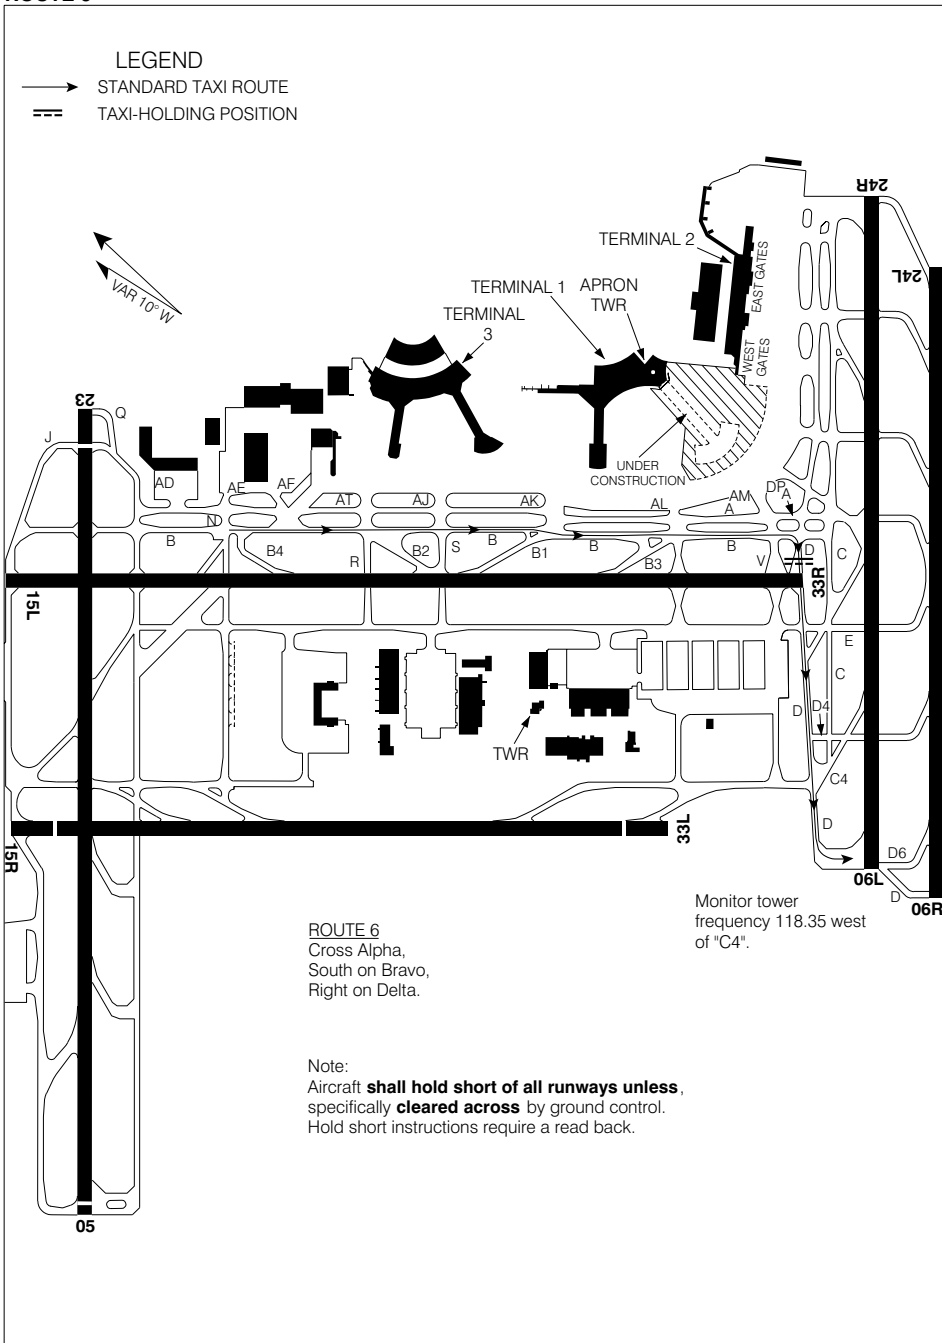 LEGEND
STANDARD TAXI ROUTE
TAXI-HOLDING POSITION
24R
TERMINAL 2
EAST GATES
24L
VAR 10° W
TERMINAL 1
APRON
TWR
TERMINAL
3
WEST
GATES
23
Q
J
UNDER
CONSTRUCTION
AD
AE
AF
AT
AJ
AK
AL
AM
A
DP
A
N
B
B4
R
B2
S
B
B1
B
B3
B
V
D
C
15L
33R
E
C
D
D4
TWR
C4
D
15R
33L
D6
06L
D
06R
Monitor tower
frequency 118.35 west
of "C4".
ROUTE 6
Cross Alpha,
South on Bravo,
Right on Delta.
Note:
Aircraft shall hold short of all runways unless,
specifically cleared across by ground control.
Hold short instructions require a read back.
05